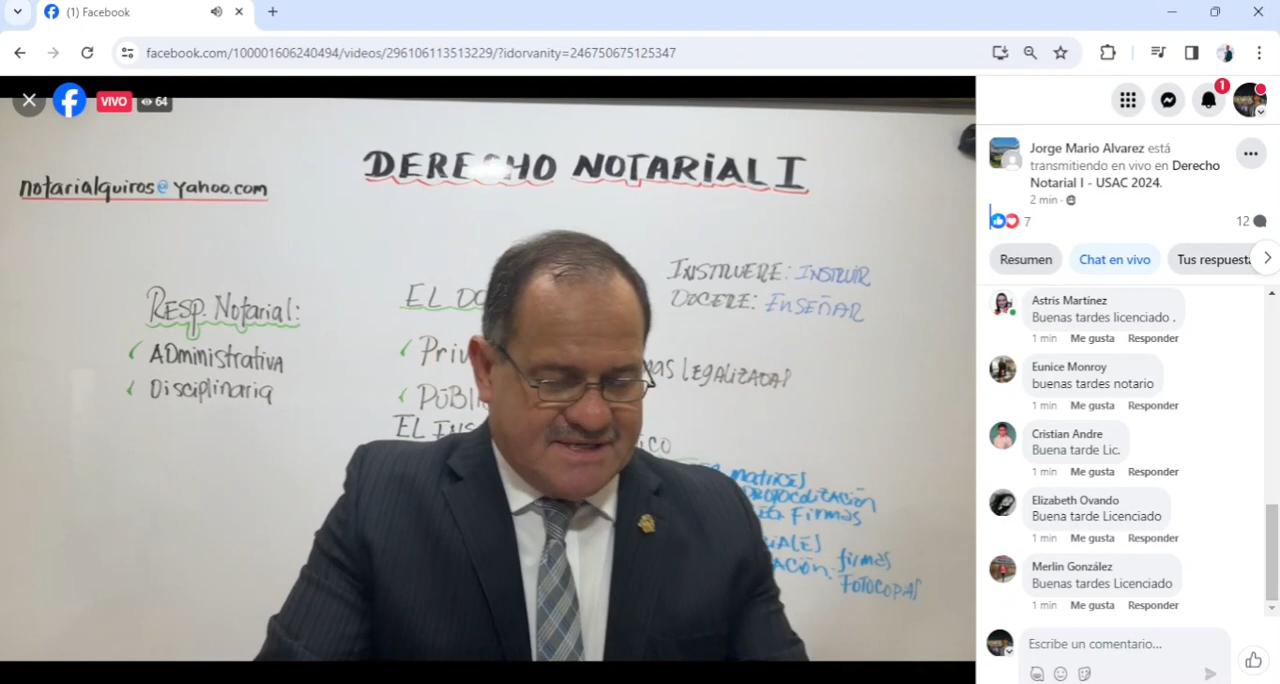 (1) Facebook
facebook.com/100001606240494/videos/296106113513229/?idorvanity=246750675125347
VIVO 64
DERECHO NOTARIAL I
notarialquiros@yahoo.com
RESP. Notarial:
ADministrativa
Disciplinaria
EL
INSTRUERE: INSTRUIR
DOCERE: ENSEÑAR
LEGALIZADAS
EL
matrices
PROTOCOLIZACIÓN
Firmas
firmas
FOTOCOPIAS
1
Jorge Mario Alvarez está
transmitiendo en vivo en Derecho
Notarial I - USAC 2024.
2 min ·
7
12
Resumen
Chat en vivo
Tus respuest
Astris Martínez
Buenas tardes licenciado .
1 min Me gusta Responder
Eunice Monroy
buenas tardes notario
1 min Me gusta Responder
Cristian Andre
Buena tarde Lic.
1 min Me gusta Responder
Elizabeth Ovando
Buena tarde Licenciado
1 min Me gusta Responder
Merlin González
Buenas tardes Licenciado
1 min Me gusta Responder
Escribe un comentario...